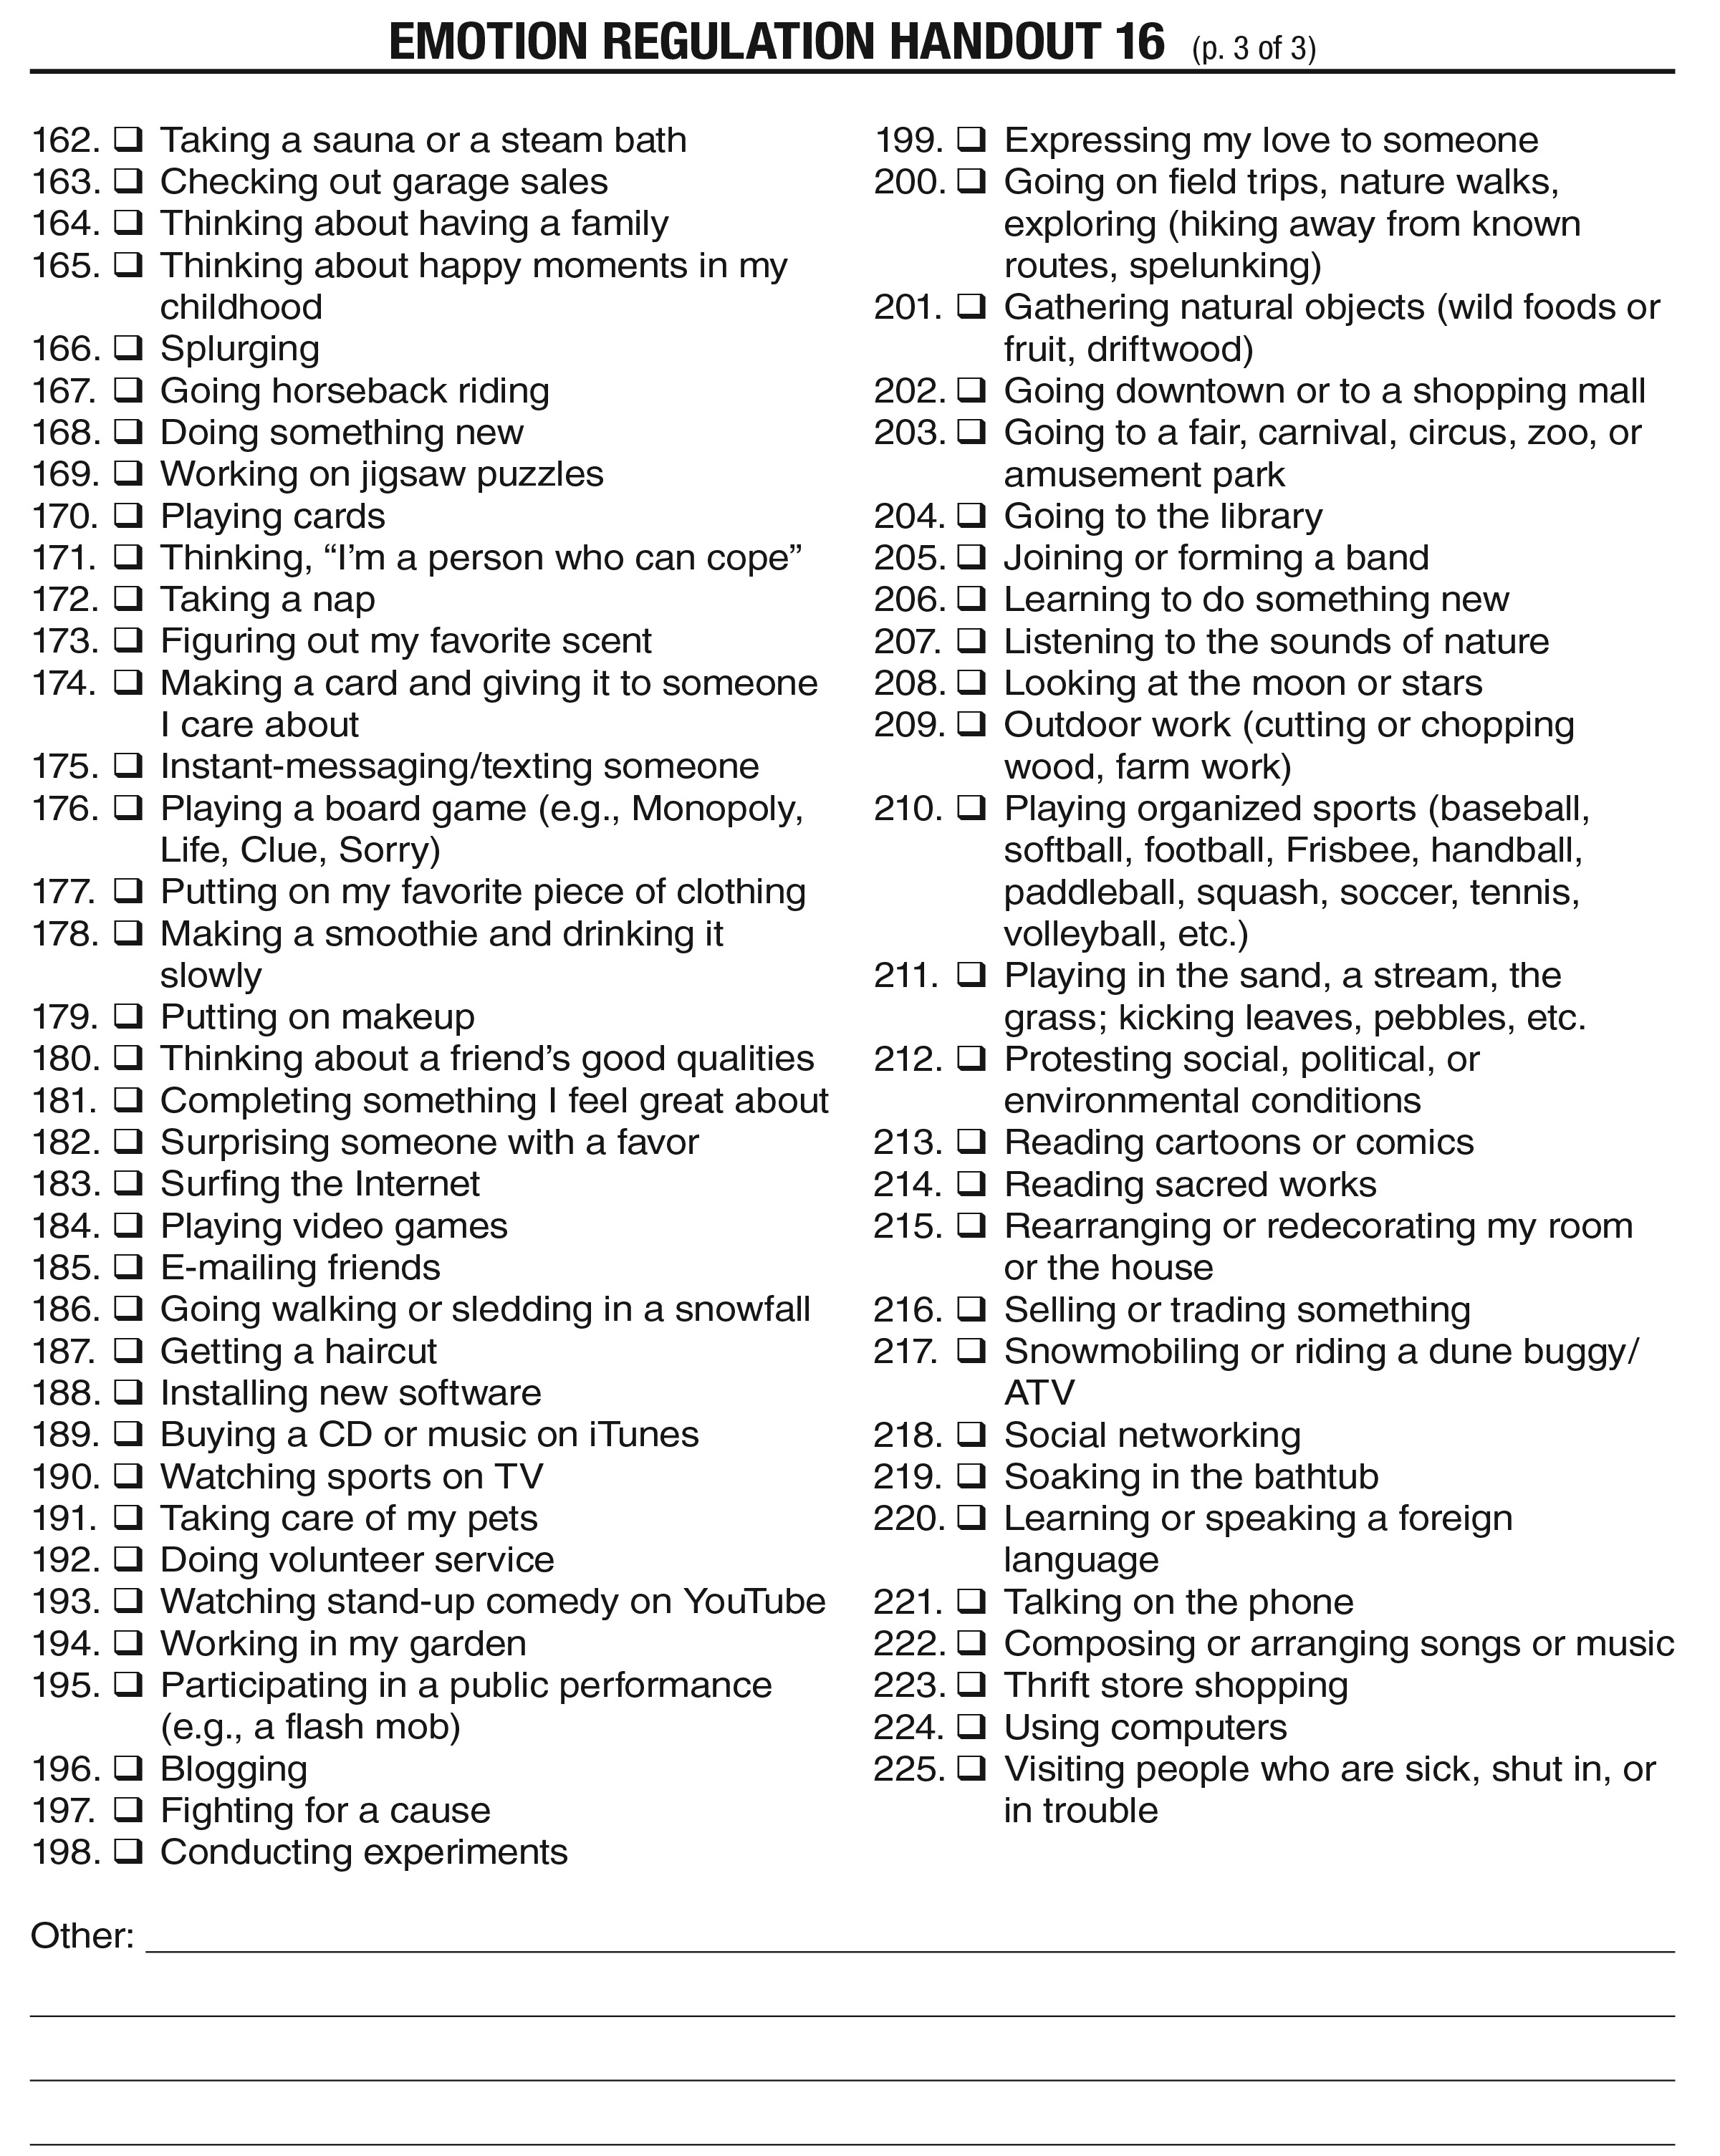 EMOTION REGULATION HANDOUT 16 (p. 3 of 3)
162. ❑ Taking a sauna or a steam bath
163. ❑ Checking out garage sales
164. ❑ Thinking about having a family
165. ❑ Thinking about happy moments in my
childhood
166. ❑ Splurging
167. ❑ Going horseback riding
168. ❑ Doing something new
169. ❑ Working on jigsaw puzzles
170. ❑ Playing cards
171. ❑ Thinking, “I’m a person who can cope”
172. ❑ Taking a nap
173. ❑ Figuring out my favorite scent
174. ❑ Making a card and giving it to someone
I care about
175. ❑ Instant-messaging/texting someone
176. ❑ Playing a board game (e.g., Monopoly,
Life, Clue, Sorry)
177. ❑ Putting on my favorite piece of clothing
178. ❑ Making a smoothie and drinking it
slowly
179. ❑ Putting on makeup
180. ❑ Thinking about a friend’s good qualities
181. ❑ Completing something I feel great about
182. ❑ Surprising someone with a favor
183. ❑ Surfing the Internet
184. ❑ Playing video games
185. ❑ E-mailing friends
186. ❑ Going walking or sledding in a snowfall
187. ❑ Getting a haircut
188. ❑ Installing new software
189. ❑ Buying a CD or music on iTunes
190. ❑ Watching sports on TV
191. ❑ Taking care of my pets
192. ❑ Doing volunteer service
193. ❑ Watching stand-up comedy on YouTube
194. ❑ Working in my garden
195. ❑ Participating in a public performance
(e.g., a flash mob)
196. ❑ Blogging
197. ❑ Fighting for a cause
198. ❑ Conducting experiments
199. ❑ Expressing my love to someone
200. ❑ Going on field trips, nature walks,
exploring (hiking away from known
routes, spelunking)
201. ❑ Gathering natural objects (wild foods or
fruit, driftwood)
202. ❑ Going downtown or to a shopping mall
203. ❑ Going to a fair, carnival, circus, zoo, or
amusement park
204. ❑ Going to the library
205. ❑ Joining or forming a band
206. ❑ Learning to do something new
207. ❑ Listening to the sounds of nature
208. ❑ Looking at the moon or stars
209. ❑ Outdoor work (cutting or chopping
wood, farm work)
210. ❑ Playing organized sports (baseball,
softball, football, Frisbee, handball,
paddleball, squash, soccer, tennis,
volleyball, etc.)
211. ❑ Playing in the sand, a stream, the
grass; kicking leaves, pebbles, etc.
212. ❑ Protesting social, political, or
environmental conditions
213. ❑ Reading cartoons or comics
214. ❑ Reading sacred works
215. ❑ Rearranging or redecorating my room
or the house
216. ❑ Selling or trading something
217. ❑ Snowmobiling or riding a dune buggy/
ATV
218. ❑ Social networking
219. ❑ Soaking in the bathtub
220. ❑ Learning or speaking a foreign
language
221. ❑ Talking on the phone
222. ❑ Composing or arranging songs or music
223. ❑ Thrift store shopping
224. ❑ Using computers
225. ❑ Visiting people who are sick, shut in, or
in trouble
Other: